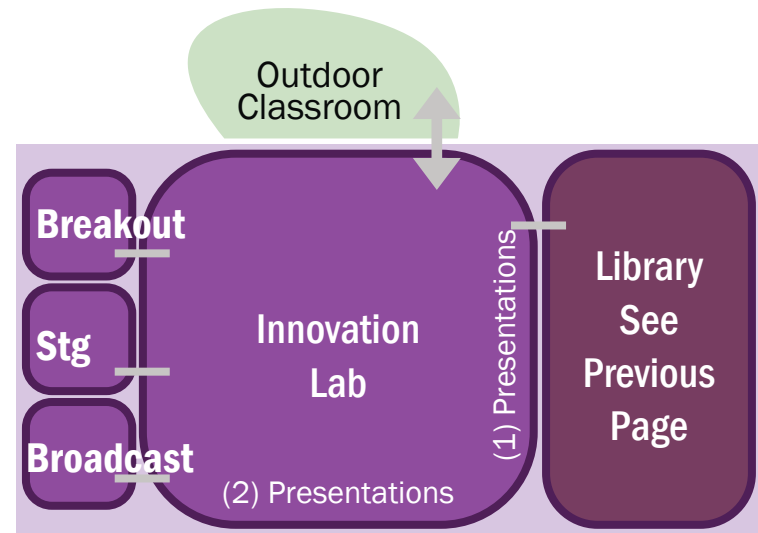 Outdoor
Classroom
Breakout
Stg
Broadcast
Innovation
Lab
(1) Presentations
(2) Presentations
Library
See
Previous
Page